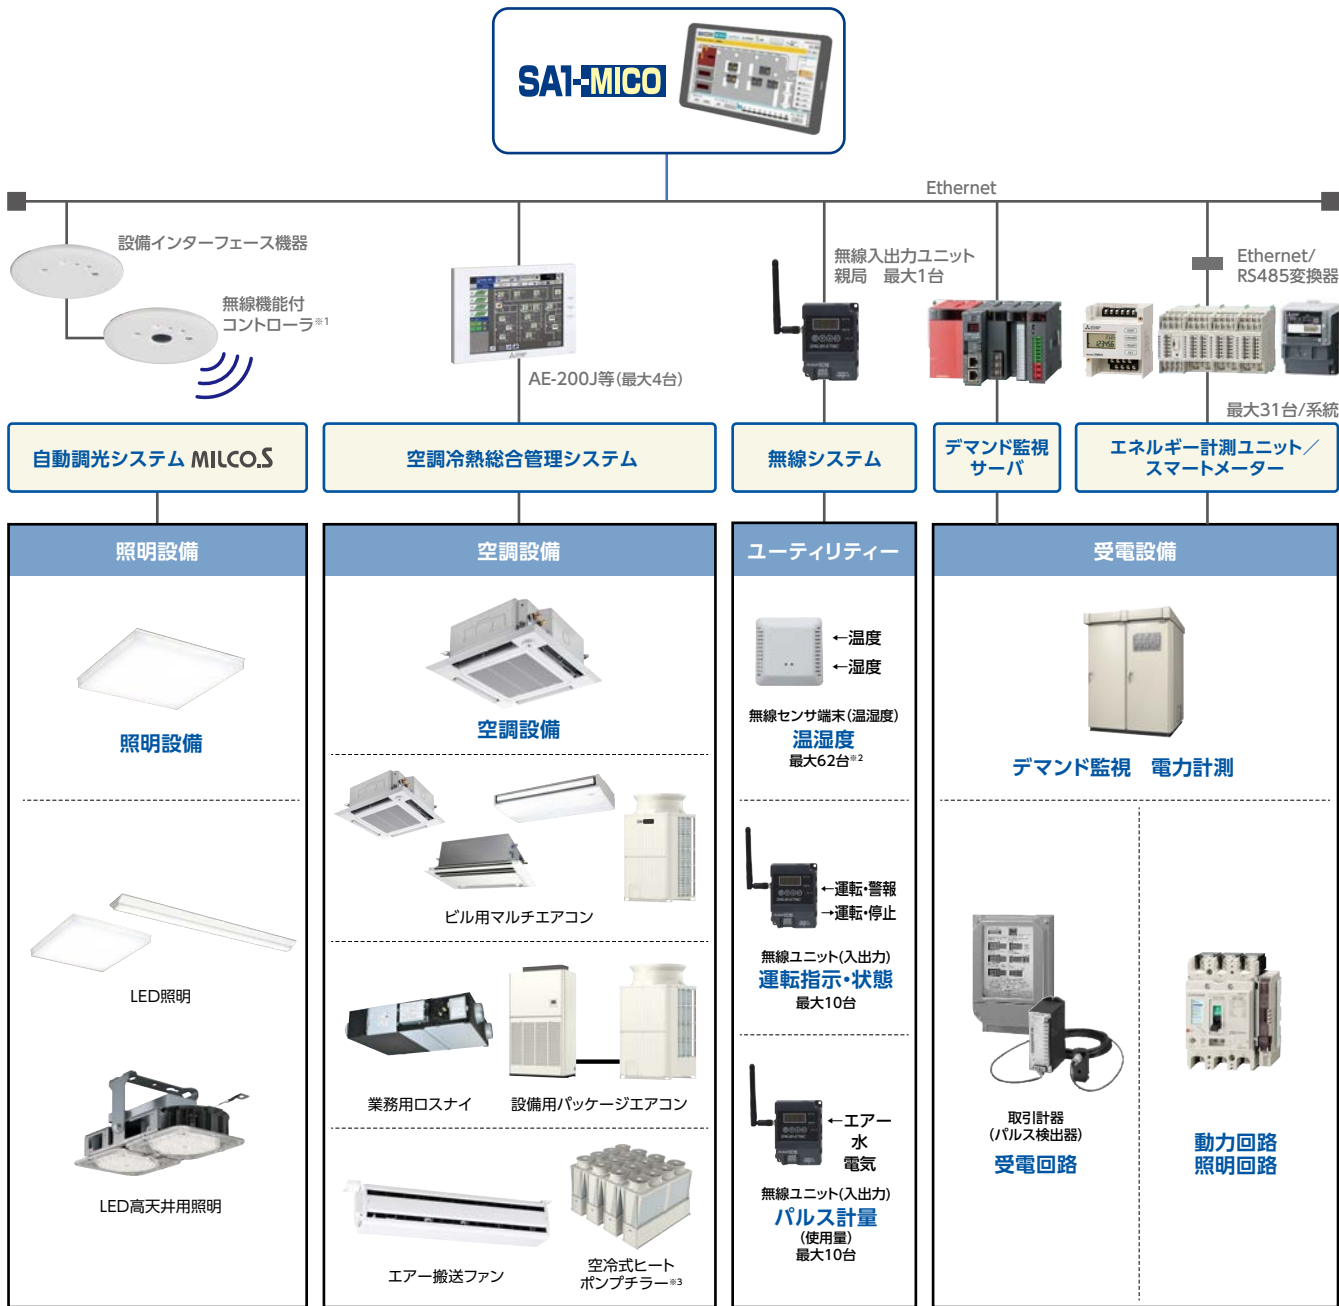 SA1-MICO
Ethernet
設備インターフェース機器
無線機能付
コントローラ※1
AE-200J等(最大4台)
無線入出力ユニット
親局 最大1台
Ethernet/
RS485変換器
最大31台/系統
自動調光システム MILCO.S
空調冷熱総合管理システム
無線システム
デマンド監視
サーバ
エネルギー計測ユニット／
スマートメーター
照明設備
照明設備
LED照明
LED高天井用照明
空調設備
空調設備
ビル用マルチエアコン
業務用ロスナイ
設備用パッケージエアコン
エアー搬送ファン
空冷式ヒート
ポンプチラー※3
ユーティリティー
←温度
←湿度
無線センサ端末(温湿度)
温湿度
最大62台※2
←運転・警報
→運転・停止
無線ユニット(入出力)
運転指示・状態
最大10台
←エアー
水
電気
無線ユニット(入出力)
パルス計量
(使用量)
最大10台
受電設備
デマンド監視 電力計測
取引計器
(パルス検出器)
受電回路
動力回路
照明回路